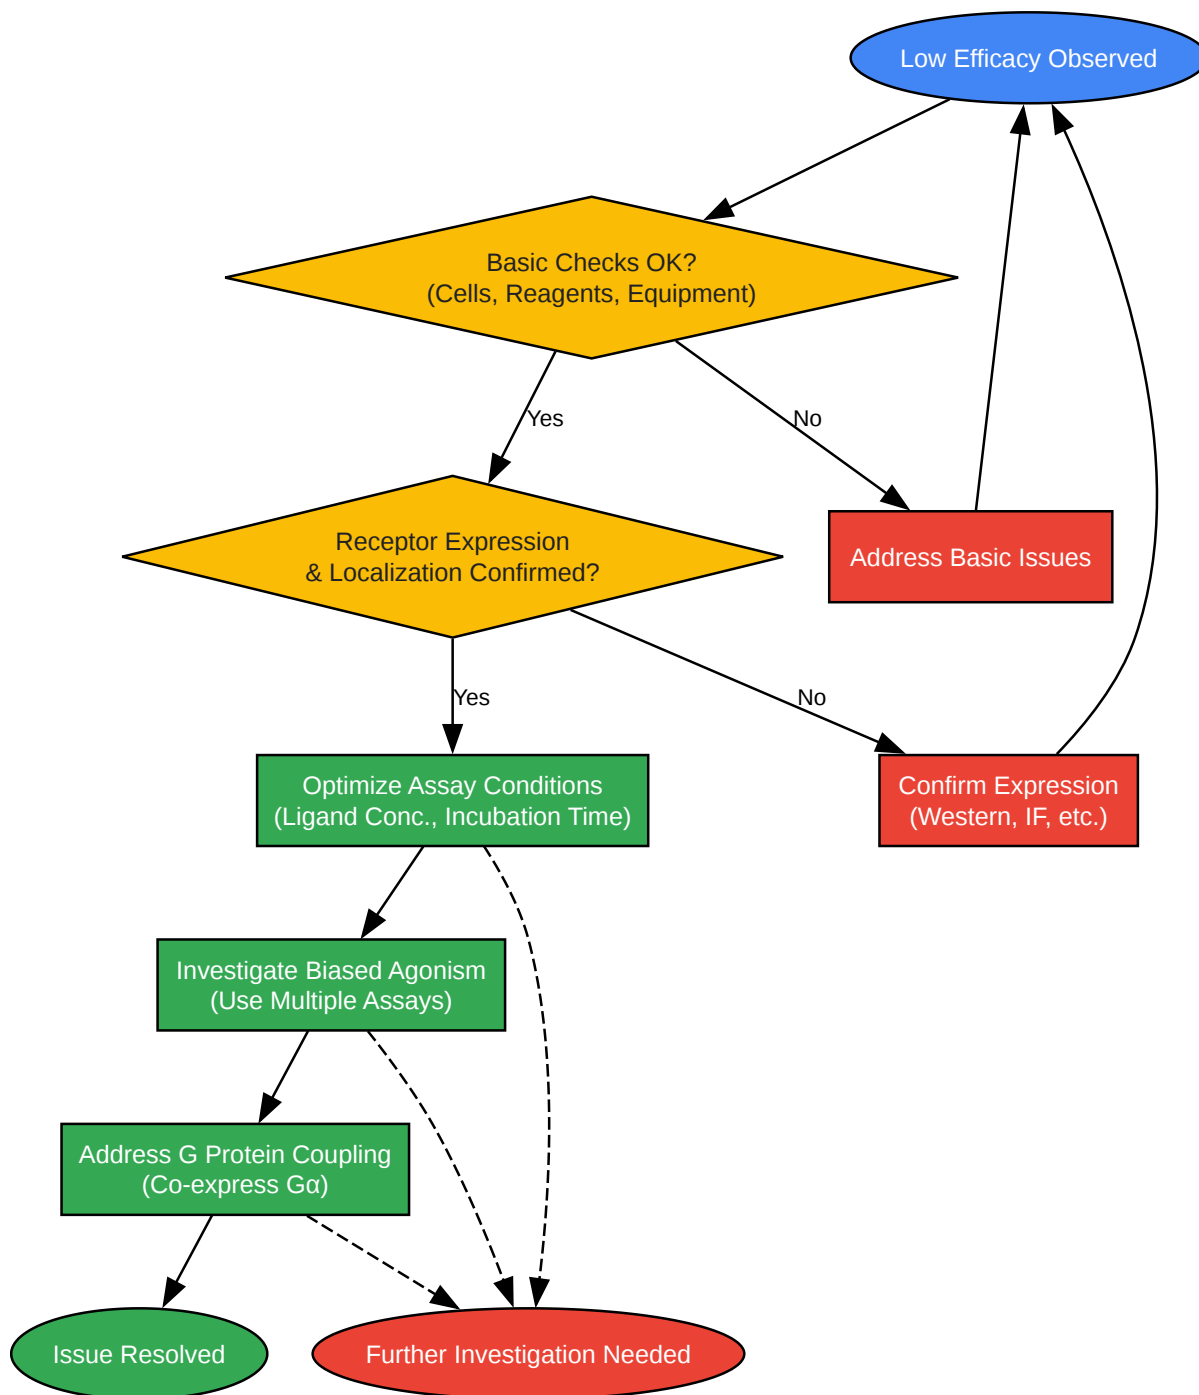 Low Efficacy Observed
Basic Checks OK?
(Cells, Reagents, Equipment)
Yes
No
Receptor Expression
& Localization Confirmed?
Address Basic Issues
Yes
No
Optimize Assay Conditions
(Ligand Conc., Incubation Time)
Confirm Expression
(Western, IF, etc.)
Investigate Biased Agonism
(Use Multiple Assays)
Address G Protein Coupling
(Co-express Gα)
Issue Resolved
Further Investigation Needed